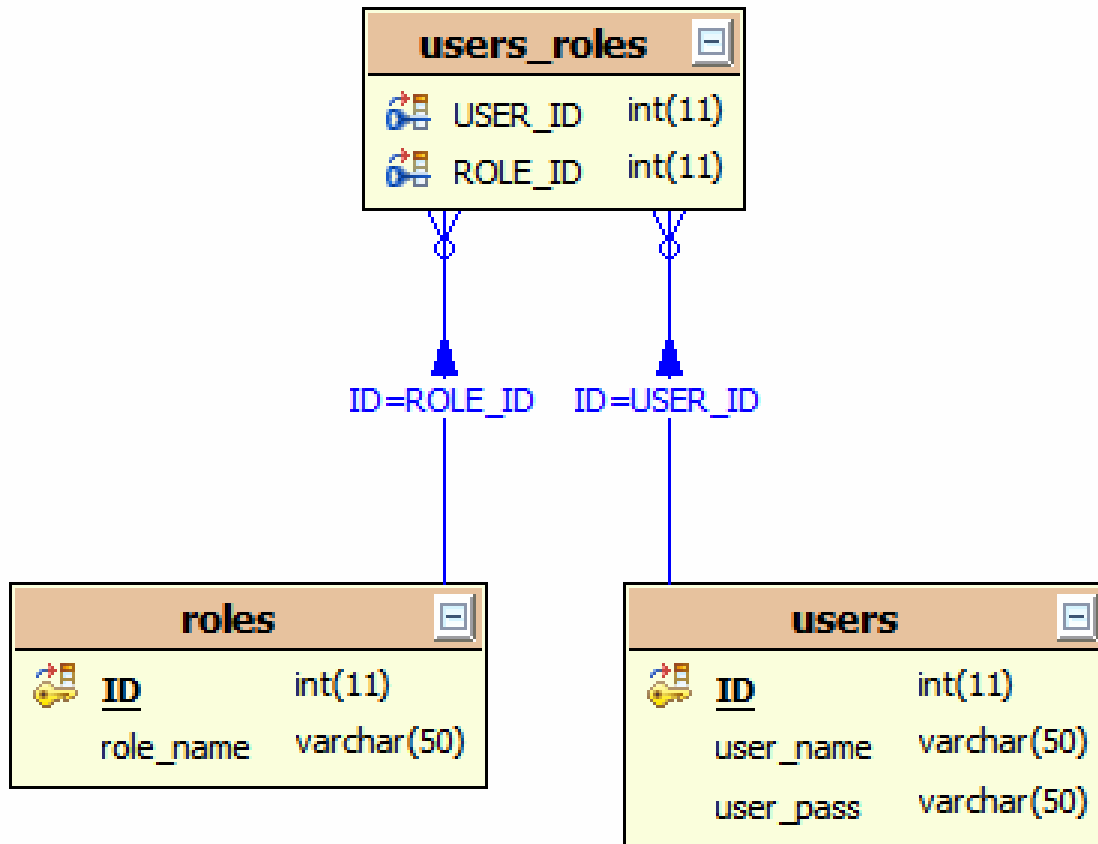 users_roles
USER_ID int(11)
ROLE_ID int(11)
ID=ROLE_ID ID=USER_ID
roles
ID int(11)
role_name varchar(50)
users
ID int(11)
user_name varchar(50)
user_pass varchar(50)